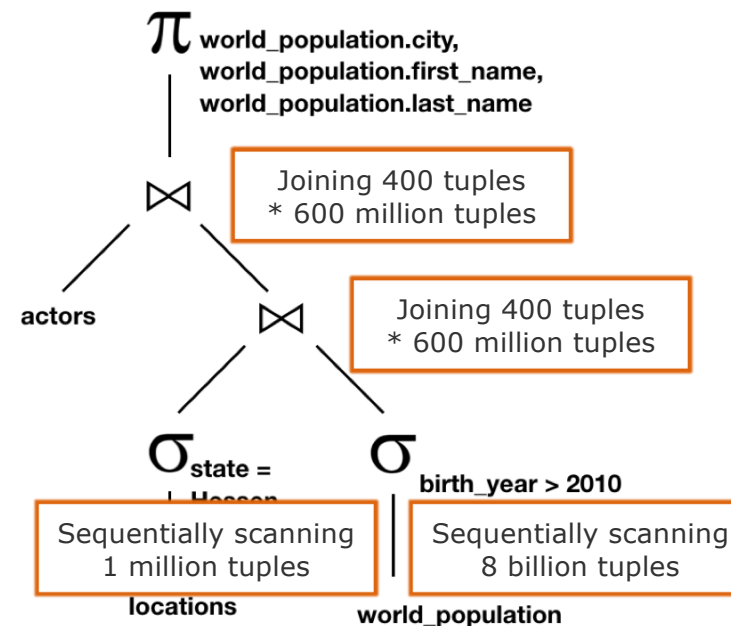 π world_population.city,
world_population.first_name,
world_population.last_name
⋈
Joining 400 tuples
* 600 million tuples
actors
⋈
Joining 400 tuples
* 600 million tuples
σ state =
Hessen
σ birth_year > 2010
Sequentially scanning
1 million tuples
Sequentially scanning
8 billion tuples
locations
world_population